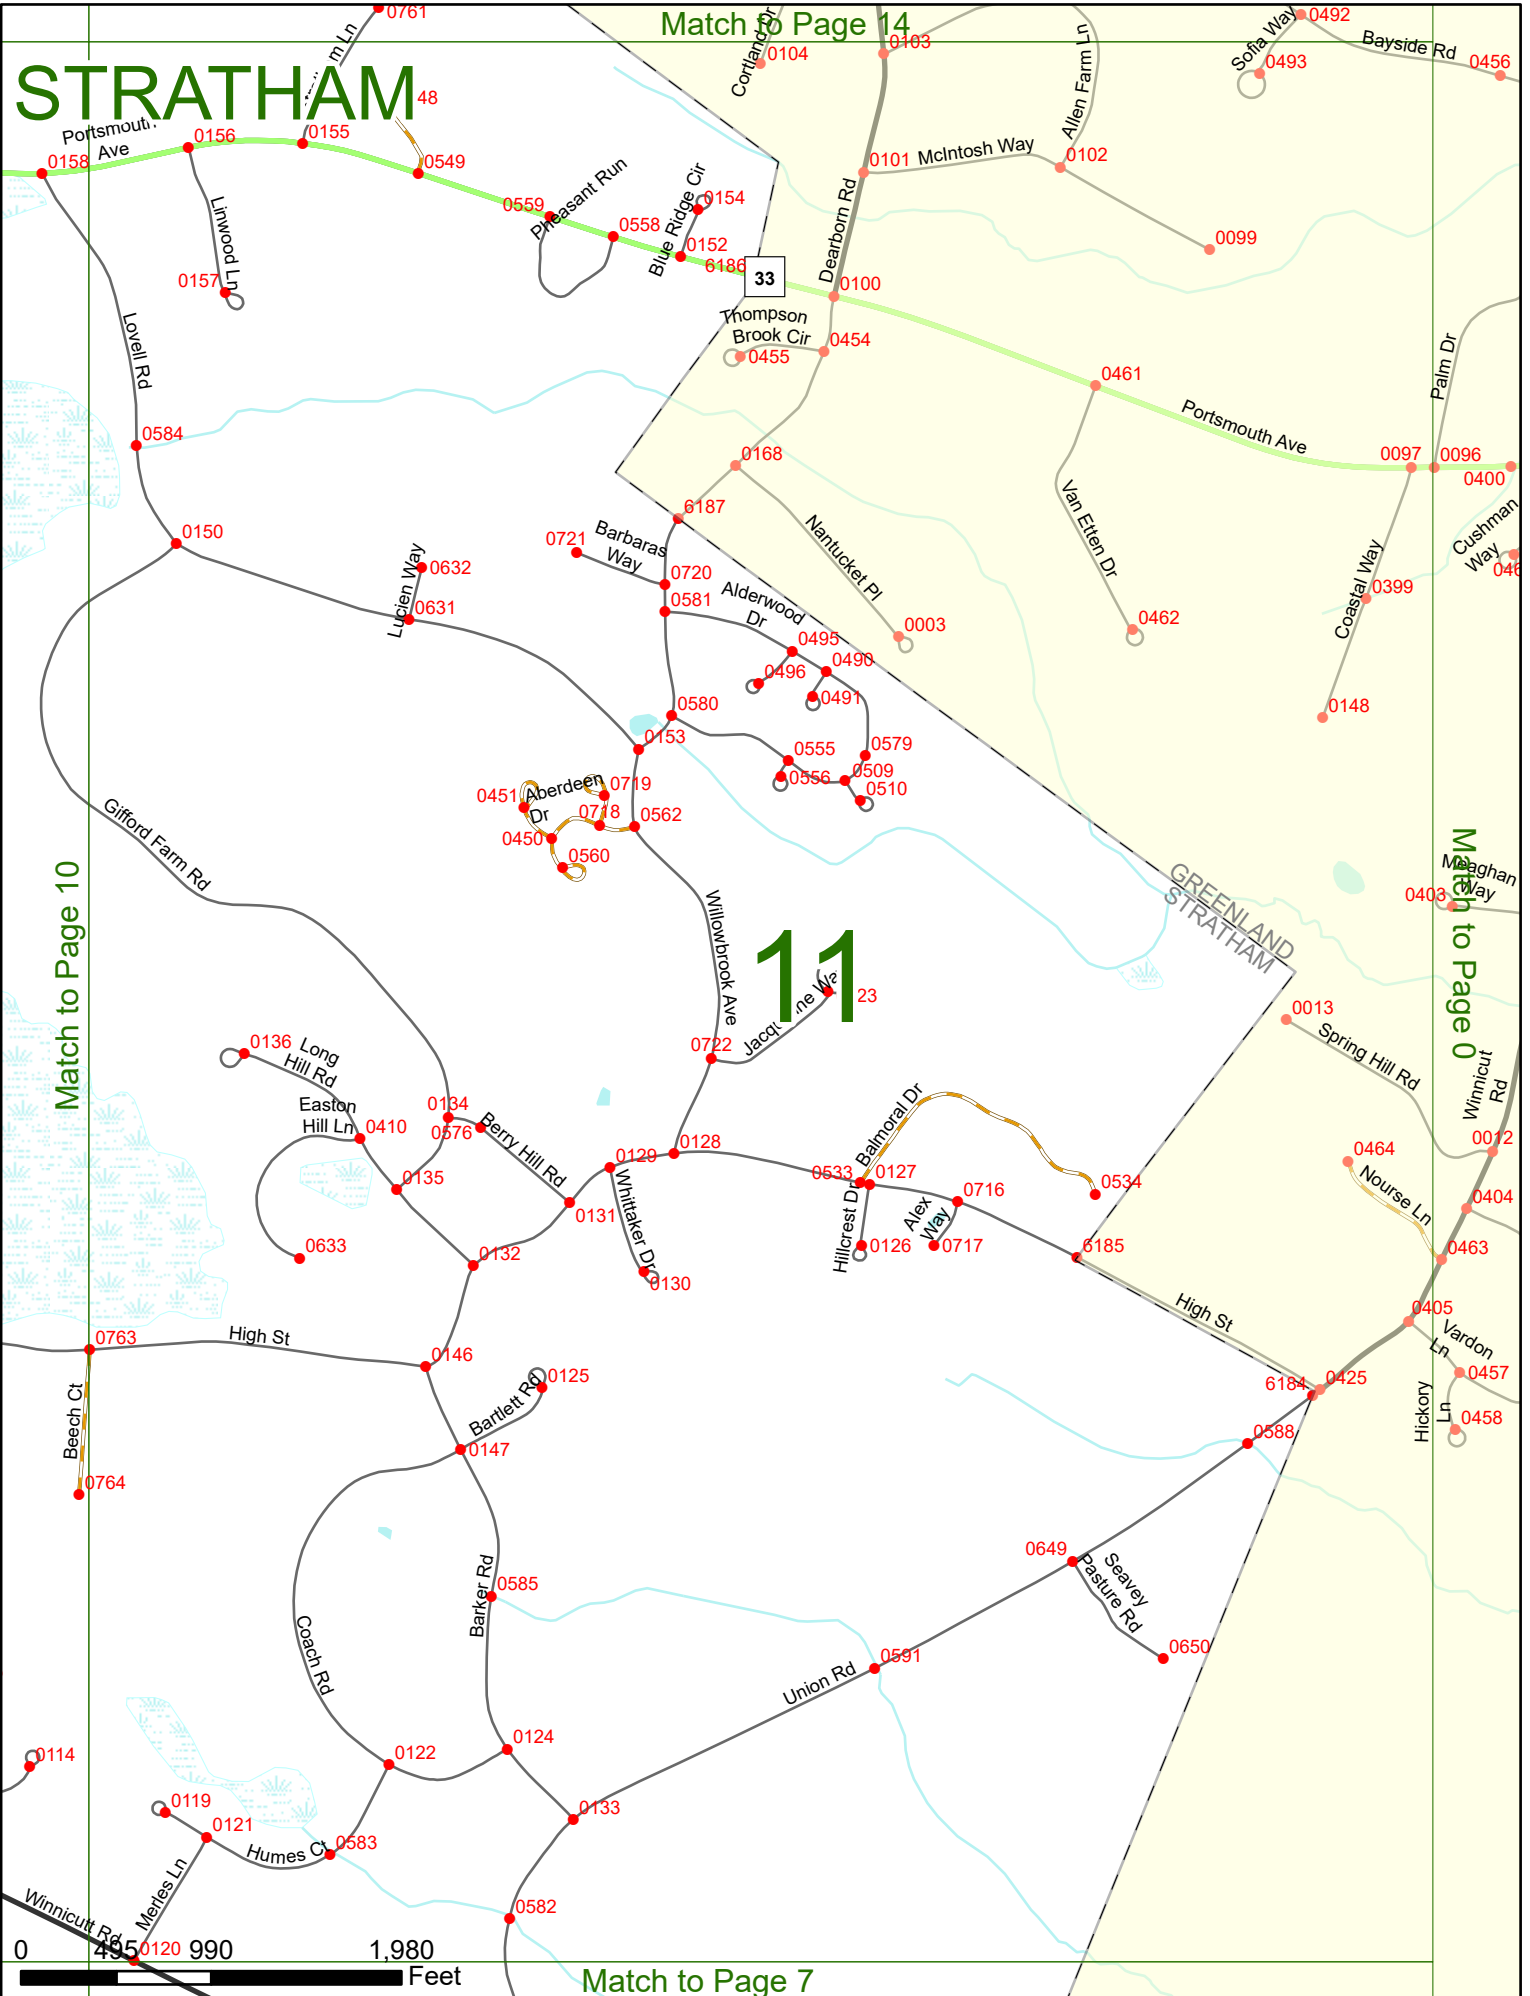 0761
Match to Page 14
0492
Cortland Dr
0104
0103
Allen Farm Ln
Sofia Way
Bayside Rd
0456
0493
m Ln
STRATHAM
48
Portsmouth
Ave
0156
0155
0158
0549
0101
McIntosh Way
0102
Linwood Ln
0559
Pheasant Run
0558
Blue Ridge Cir
0154
0152
6186
33
Dearborn Rd
0099
0157
0100
Lovell Rd
Thompson
Brook Cir
0454
0455
0461
Palm Dr
Portsmouth Ave
0584
0168
0097
0096
0400
6187
Van Etten Dr
Nantucket Pl
Cushman
Way
046
0150
0721
Barbaras
Way
0632
Lucien Way
0720
0631
0581
Alderwood
Dr
0399
Coastal Way
0003
0462
0495
0490
0496
0491
0580
0148
0153
0555
0579
0556
0509
0510
0451
Aberdeen
Dr
0719
0718
0562
0450
0560
Gifford Farm Rd
Match to Page 10
Willowbrook Ave
11
GREENLAND
STRATHAM
0403
Meaghan
Way
Match to Page 0
23
0013
Spring Hill Rd
Winnicut
Rd
0722
0136
Long
Hill Rd
Easton
Hill Ln
0410
0134
0576
Berry Hill Rd
Balmoral Dr
0128
0129
0533
0127
0534
0012
0464
Nourse Ln
0404
0135
0131
Whittaker Dr
Hillcrest Dr
Alex
Way
0716
0126
0717
0633
0132
0130
6185
0463
High St
0405
Vardon
Ln
0763
High St
0146
0125
Bartlett Rd
6184
0425
0457
Hickory
Ln
0458
Beech Ct
0147
0588
0764
0649
Seavey
Pasture Rd
0585
Barker Rd
Coach Rd
0650
0591
Union Rd
0124
0122
0114
0119
0133
0121
Humes Ct
0583
Merles Ln
Winnicutt Rd
0582
0120
0
495
990
1,980
Feet
Match to Page 7